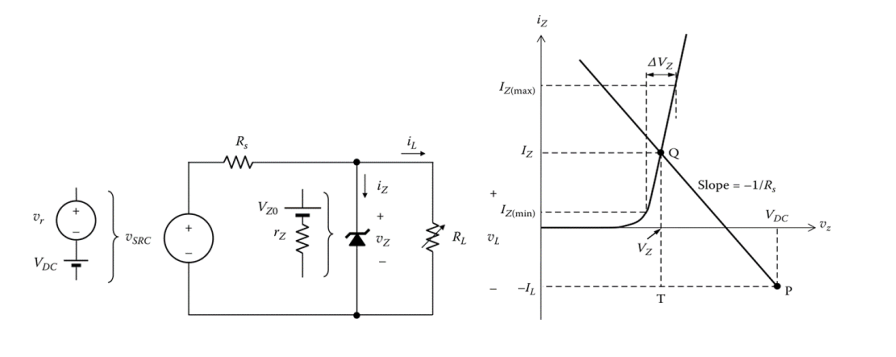 v_r
+
−
V_DC
v_SRC
+
−
R_s
V_Z0
r_Z
i_Z
+
v_Z
−
i_L
R_L
+
v_L
−
i_Z
ΔV_Z
I_Z(max)
I_Z
Q
Slope = −1/R_s
I_Z(min)
V_DC
v_z
V_Z
−I_L
T
P